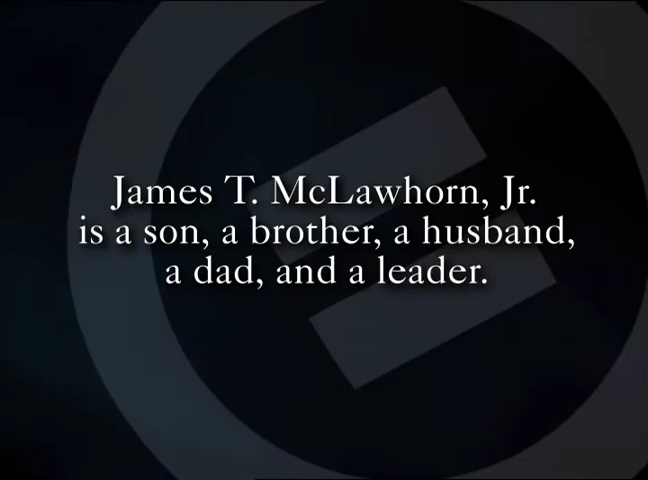 James T. McLawhorn, Jr.
is a son, a brother, a husband,
a dad, and a leader.